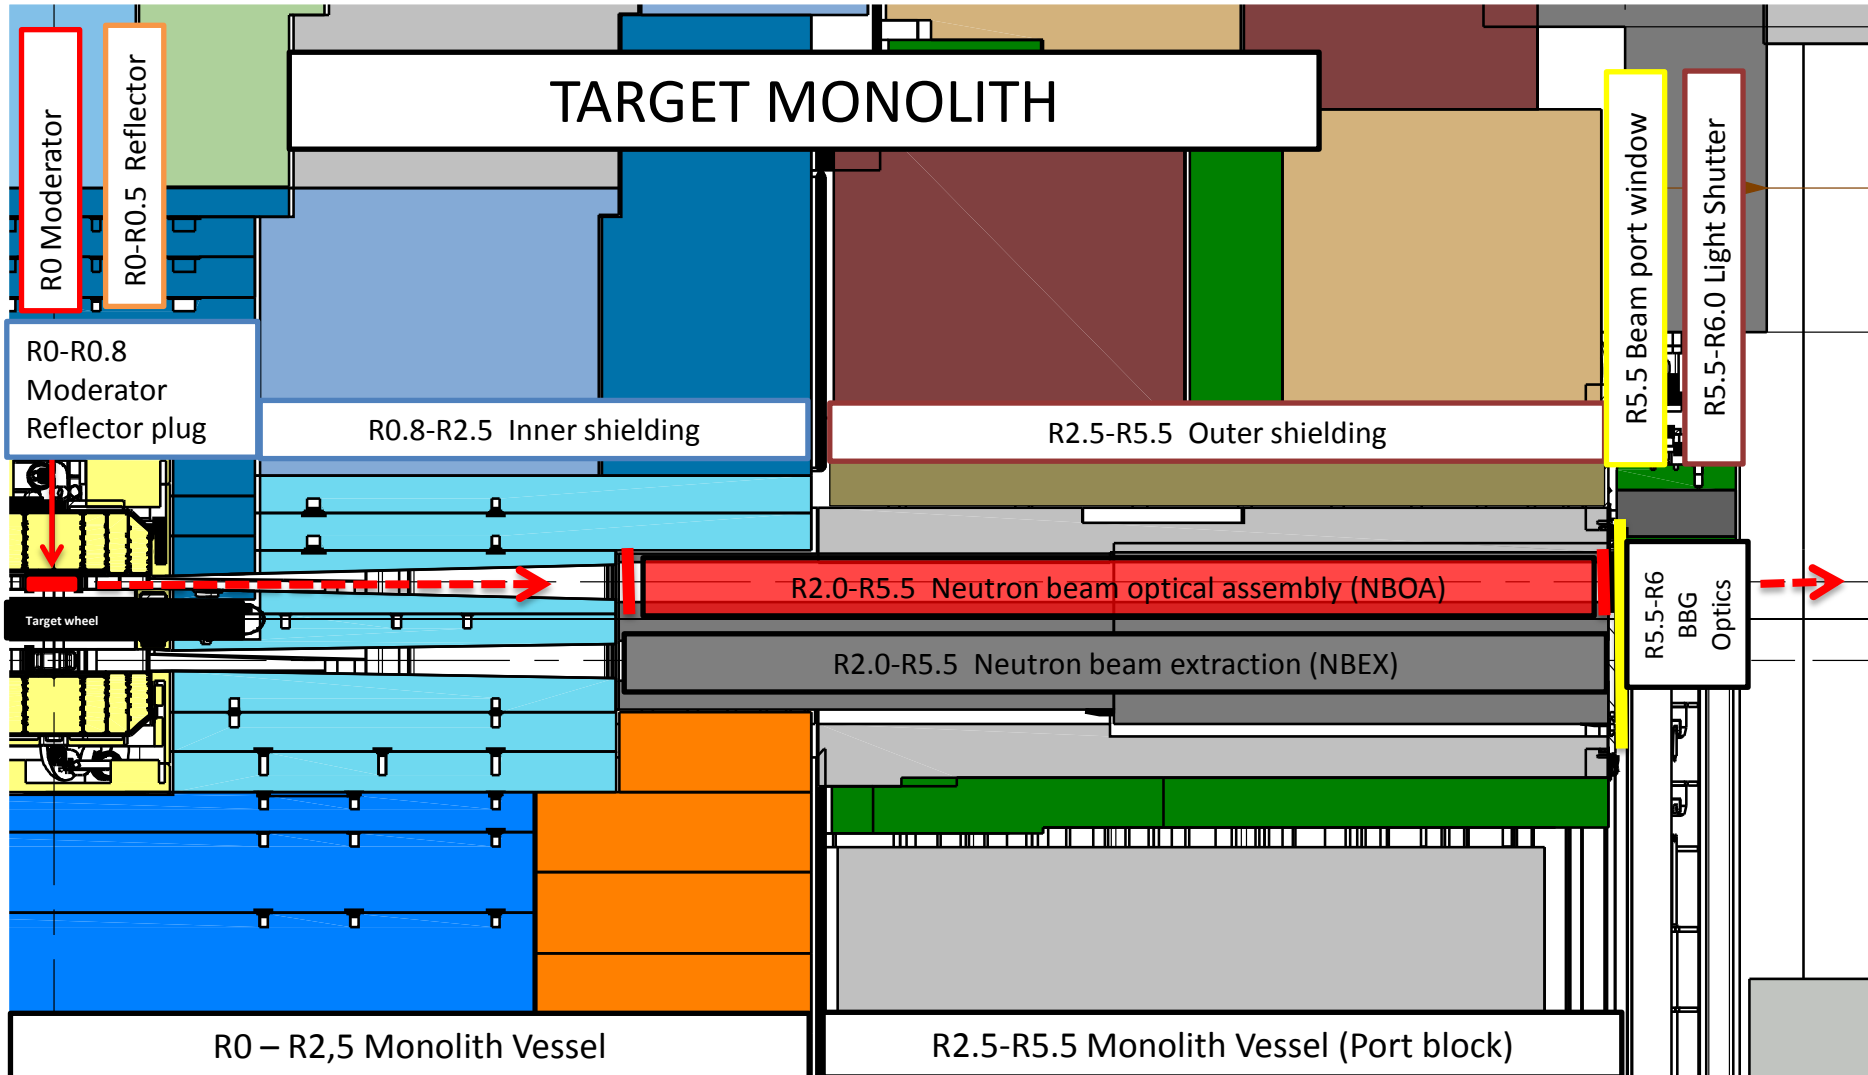 TARGET MONOLITH
R0 Moderator
R0-R0.5 Reflector
R5.5 Beam port window
R5.5-R6.0 Light Shutter
R0-R0.8
Moderator
Reflector plug
R0.8-R2.5 Inner shielding
R2.5-R5.5 Outer shielding
R2.0-R5.5 Neutron beam optical assembly (NBOA)
Target wheel
R2.0-R5.5 Neutron beam extraction (NBEX)
R5.5-R6
BBG
Optics
R0 – R2,5 Monolith Vessel
R2.5-R5.5 Monolith Vessel (Port block)